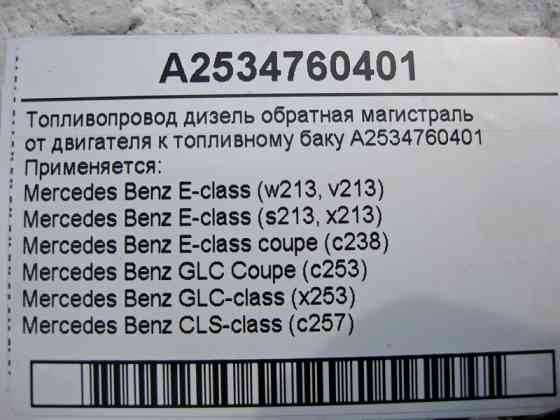 A2534760401
Топливопровод дизель обратная магистраль
от двигателя к топливному баку A2534760401
Применяется:
Mercedes Benz E-class (w213, v213)
Mercedes Benz E-class (s213, x213)
Mercedes Benz E-class coupe (c238)
Mercedes Benz GLC Coupe (c253)
Mercedes Benz GLC-class (x253)
Mercedes Benz CLS-class (c257)